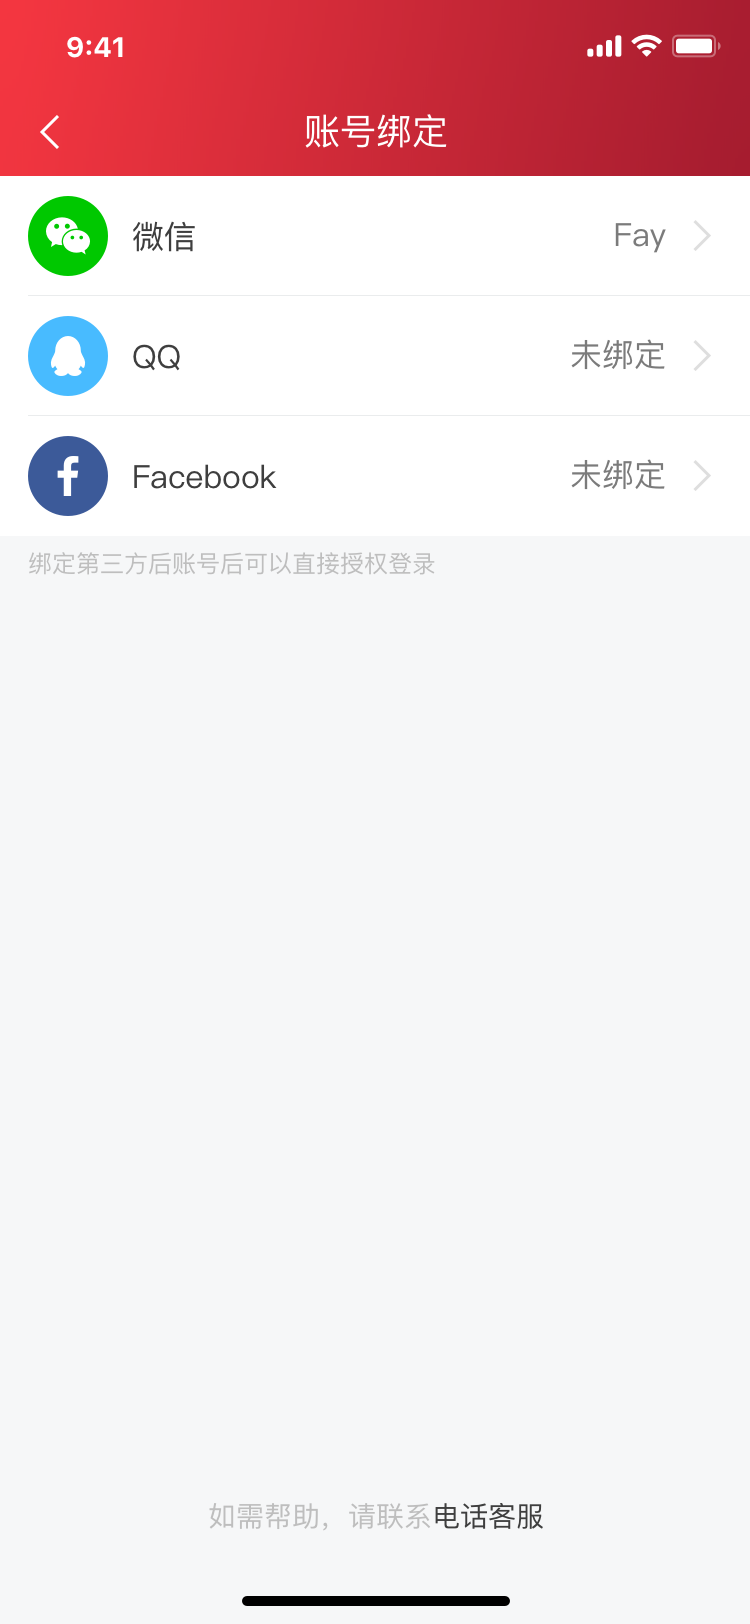 9:41
账号绑定
微信 Fay
QQ 未绑定
Facebook 未绑定
绑定第三方后账号后可以直接授权登录
如需帮助，请联系电话客服